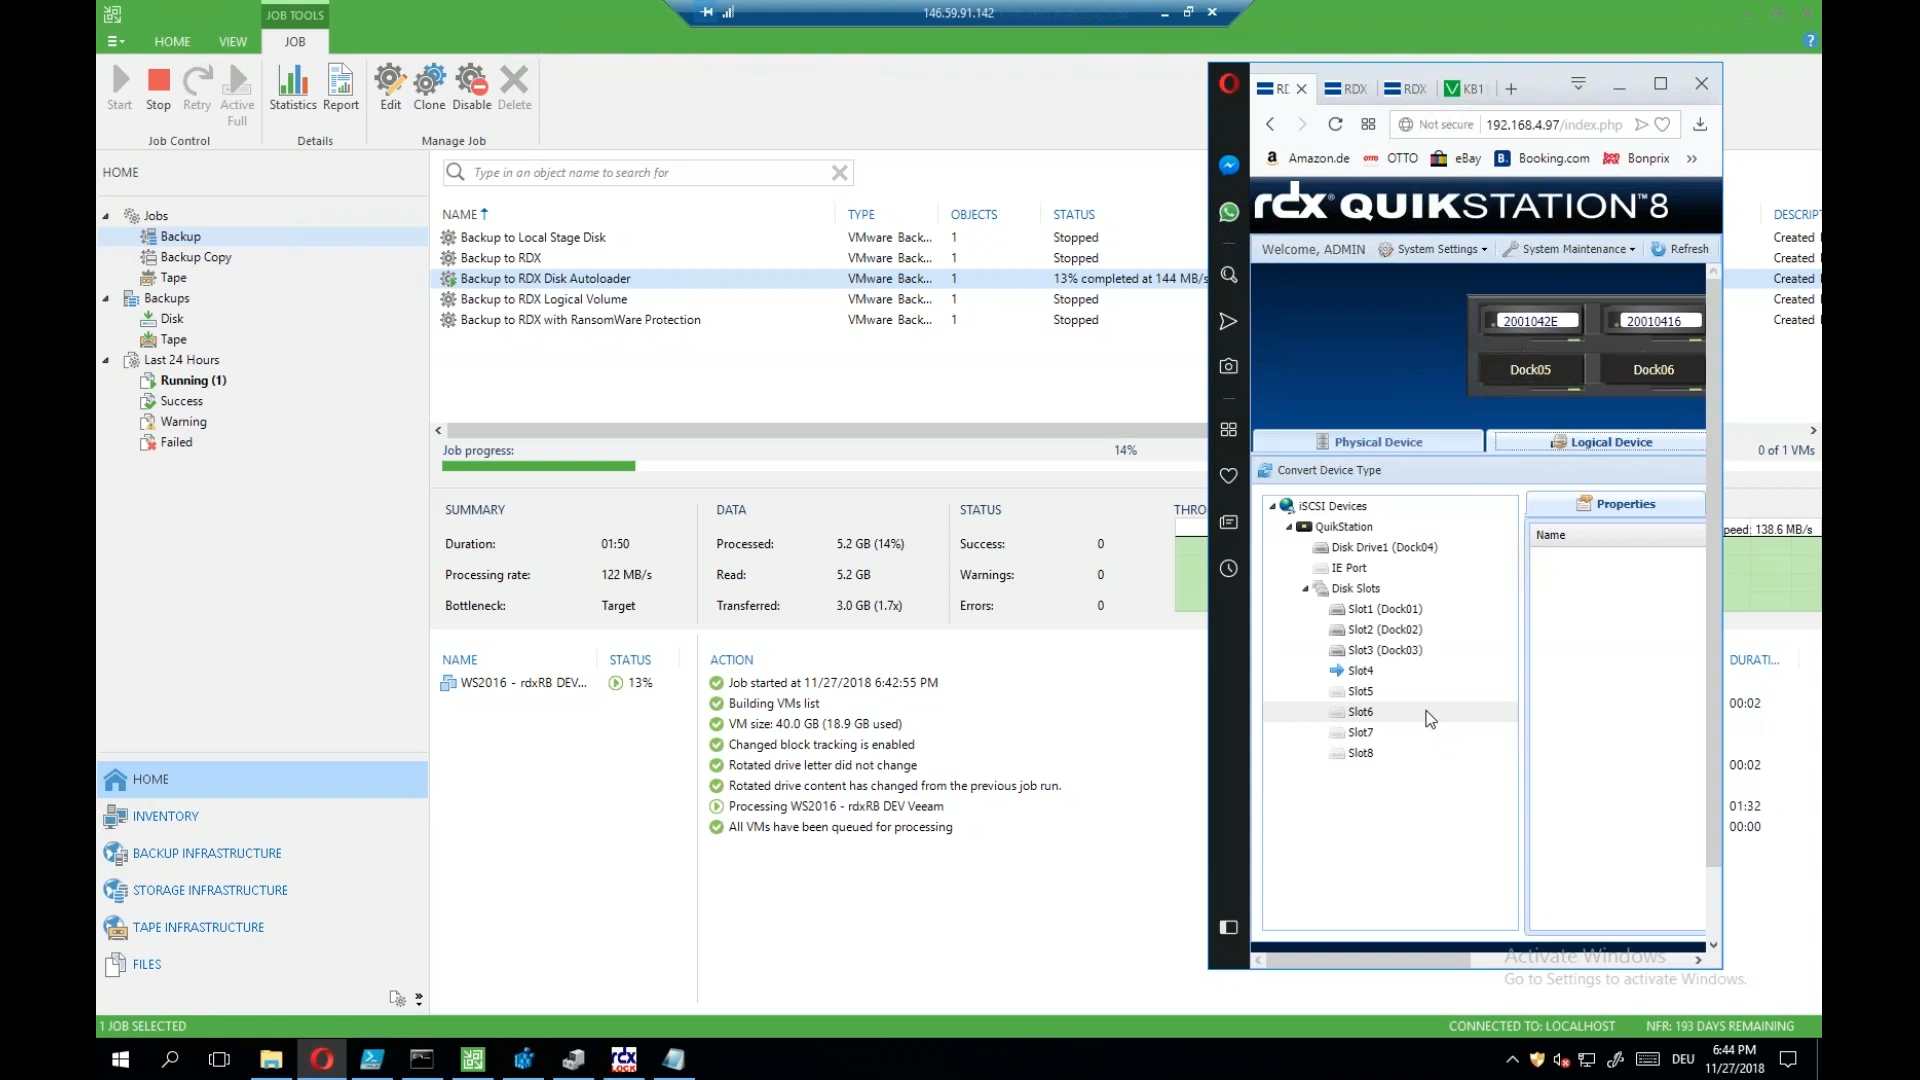 JOB TOOLS
146.59.91.142
HOME VIEW JOB
Start Stop Retry Active Full
Statistics Report
Edit Clone Disable Delete
Job Control Details Manage Job
HOME
Jobs
Backup
Backup Copy
Tape
Backups
Disk
Tape
Last 24 Hours
Running (1)
Success
Warning
Failed
HOME
INVENTORY
BACKUP INFRASTRUCTURE
STORAGE INFRASTRUCTURE
TAPE INFRASTRUCTURE
FILES
Type in an object name to search for
NAME TYPE OBJECTS STATUS DESCRIPT
Backup to Local Stage Disk VMware Back... 1 Stopped Created
Backup to RDX VMware Back... 1 Stopped Created
Backup to RDX Disk Autoloader VMware Back... 1 13% completed at 144 MB/s Created
Backup to RDX Logical Volume VMware Back... 1 Stopped Created
Backup to RDX with RansomWare Protection VMware Back... 1 Stopped Created
Job progress: 14% 0 of 1 VMs
SUMMARY DATA STATUS THRO
peed: 138.6 MB/s
Duration: 01:50 Processed: 5.2 GB (14%) Success: 0
Processing rate: 122 MB/s Read: 5.2 GB Warnings: 0
Bottleneck: Target Transferred: 3.0 GB (1.7x) Errors: 0
NAME STATUS ACTION DURATI...
WS2016 - rdxRB DEV... 13% Job started at 11/27/2018 6:42:55 PM
Building VMs list 00:02
VM size: 40.0 GB (18.9 GB used)
Changed block tracking is enabled
Rotated drive letter did not change 00:02
Rotated drive content has changed from the previous job run.
Processing WS2016 - rdxRB DEV Veeam 01:32
All VMs have been queued for processing 00:00
RD RDX RDX KB1
Not secure 192.168.4.97/index.php
Amazon.de OTTO eBay Booking.com Bonprix
rdx QUIKSTATION™8
Welcome, ADMIN System Settings System Maintenance Refresh
2001042E 20010416
Dock05 Dock06
Physical Device Logical Device
Convert Device Type
iSCSI Devices
QuikStation
Disk Drive1 (Dock04)
IE Port
Disk Slots
Slot1 (Dock01)
Slot2 (Dock02)
Slot3 (Dock03)
Slot4
Slot5
Slot6
Slot7
Slot8
Properties
Name
Activate Windows
Go to Settings to activate Windows.
1 JOB SELECTED CONNECTED TO: LOCALHOST NFR: 193 DAYS REMAINING
DEU 6:44 PM
11/27/2018